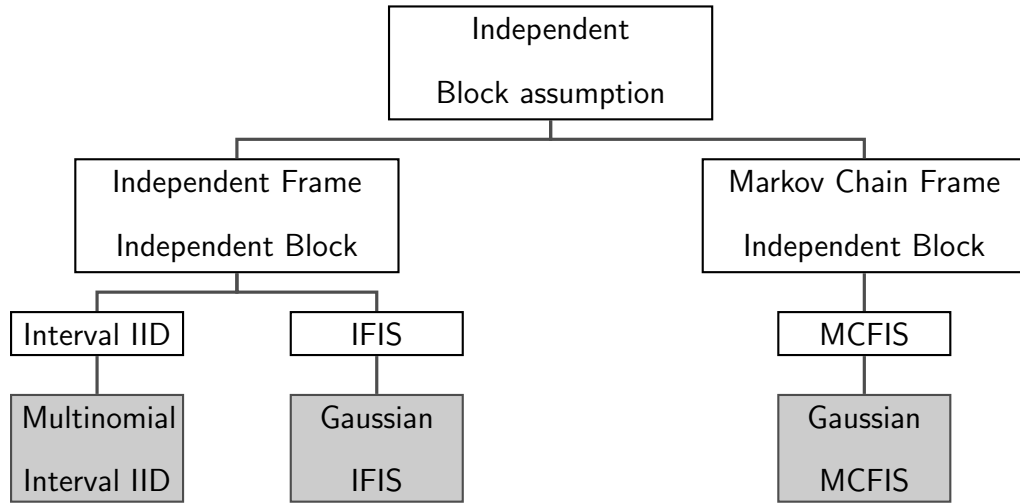 Independent
Block assumption
Independent Frame
Independent Block
Markov Chain Frame
Independent Block
Interval IID
IFIS
MCFIS
Multinomial
Interval IID
Gaussian
IFIS
Gaussian
MCFIS